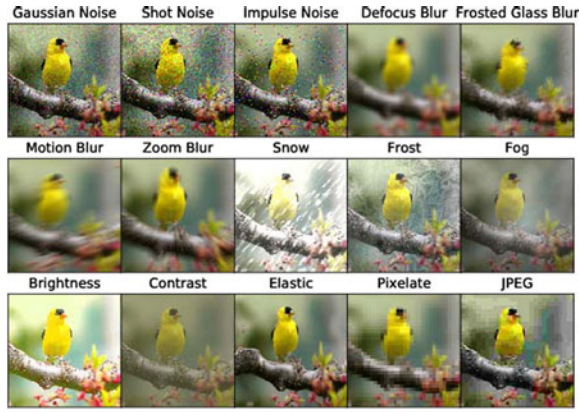 Gaussian Noise Shot Noise Impulse Noise Defocus Blur Frosted Glass Blur
Motion Blur Zoom Blur Snow Frost Fog
Brightness Contrast Elastic Pixelate JPEG